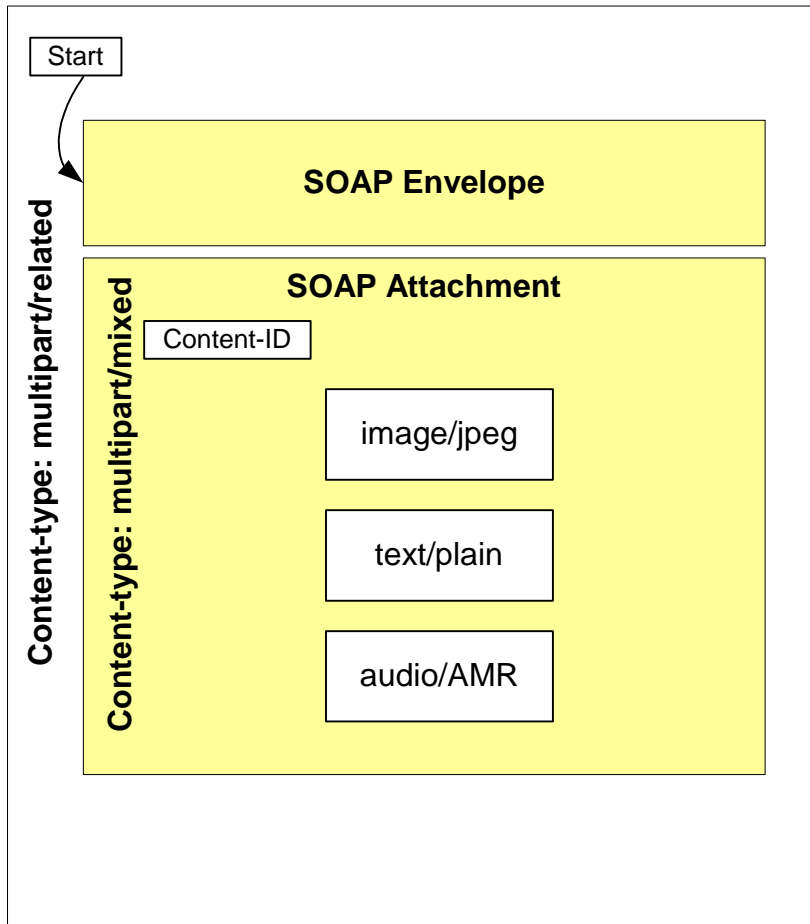 Start
SOAP Envelope
Content-type: multipart/related
SOAP Attachment
Content-type: multipart/mixed
Content-ID
image/jpeg
text/plain
audio/AMR